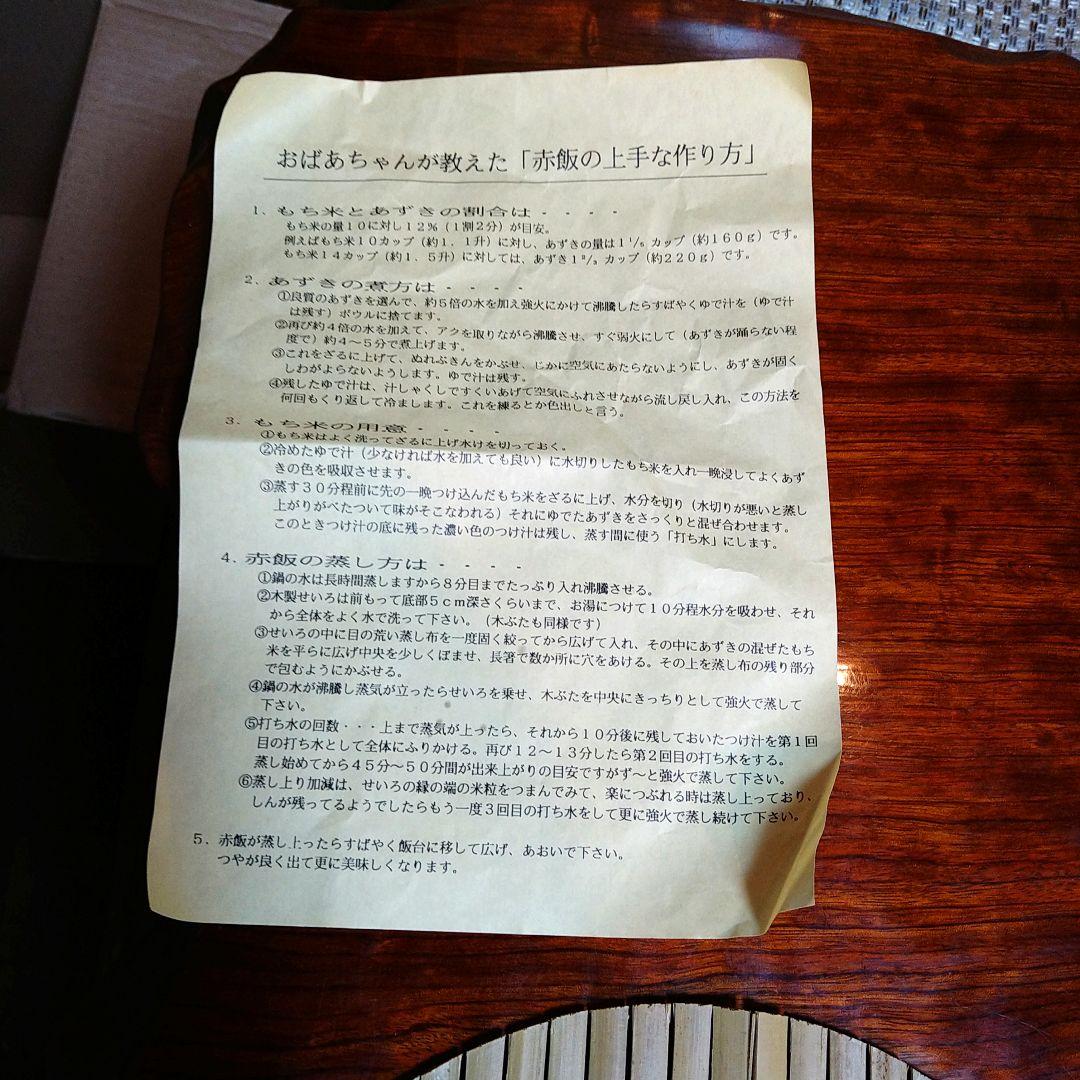 おばあちゃんが教えた「赤飯の上手な作り方」
1．もち米とあずきの割合は・・・・
もち米の量10に対し12％（1割2分）が目安。
例えばもち米10カップ（約1．1升）に対し、あずきの量は1 1/5 カップ（約160g）です。
もち米14カップ（約1．5升）に対しては、あずき1 2/3 カップ（約220g）です。
2．あずきの煮方は・・・・
①良質のあずきを選んで、約5倍の水を加え強火にかけて沸騰したらすばやくゆで汁を（ゆで汁
は残す）ボウルに捨てます。
②再び約4倍の水を加えて、アクを取りながら沸騰させ、すぐ弱火にして（あずきが踊らない程
度で）約4～5分で煮上げます。
③これをざるに上げて、ぬれぶきんをかぶせ、じかに空気にあたらないようにし、あずきが固く
しわがよらないようします。ゆで汁は残す。
④残したゆで汁は、汁しゃくしですくいあげて空気にふれさせながら流し戻し入れ、この方法を
何回もくり返して冷まします。これを練るとか色出しと言う。
3．もち米の用意・・・・
①もち米はよく洗ってざるに上げ水けを切っておく。
②冷めたゆで汁（少なければ水を加えても良い）に水切りしたもち米を入れ一晩浸してよくあず
きの色を吸収させます。
③蒸す30分程前に先の一晩つけ込んだもち米をざるに上げ、水分を切り（水切りが悪いと蒸し
上がりがべたついて味がそこなわれる）それにゆでたあずきをさっくりと混ぜ合わせます。
このときつけ汁の底に残った濃い色のつけ汁は残し、蒸す間に使う「打ち水」にします。
4．赤飯の蒸し方は・・・・
①鍋の水は長時間蒸しますから8分目までたっぷり入れ沸騰させる。
②木製せいろは前もって底部5cm深さくらいまで、お湯につけて10分程水分を吸わせ、それ
から全体をよく水で洗って下さい。（木ぶたも同様です）
③せいろの中に目の荒い蒸し布を一度固く絞ってから広げて入れ、その中にあずきの混ぜたもち
米を平らに広げ中央を少しくぼませ、長箸で数か所に穴をあける。その上を蒸し布の残り部分
で包むようにかぶせる。
④鍋の水が沸騰し蒸気が立ったらせいろを乗せ、木ぶたを中央にきっちりとして強火で蒸して
下さい。
⑤打ち水の回数・・・上まで蒸気が上ったら、それから10分後に残しておいたつけ汁を第1回
目の打ち水として全体にふりかける。再び12～13分したら第2回目の打ち水をする。
蒸し始めてから45分～50分間が出来上がりの目安ですがず～と強火で蒸して下さい。
⑥蒸し上り加減は、せいろの縁の端の米粒をつまんでみて、楽につぶれる時は蒸し上っており、
しんが残ってるようでしたらもう一度3回目の打ち水をして更に強火で蒸し続けて下さい。
5．赤飯が蒸し上ったらすばやく飯台に移して広げ、あおいで下さい。
つやが良く出て更に美味しくなります。